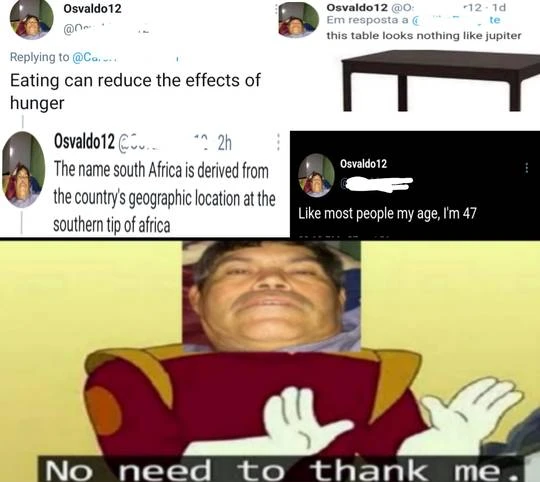 Osvaldo12
Replying to
Eating can reduce the effects of
hunger
Osvaldo12 · 1d
Em resposta a
this table looks nothing like jupiter
Osvaldo12 2h
The name south Africa is derived from
the country's geographic location at the
southern tip of africa
Osvaldo12
Like most people my age, I'm 47
No need to thank me.